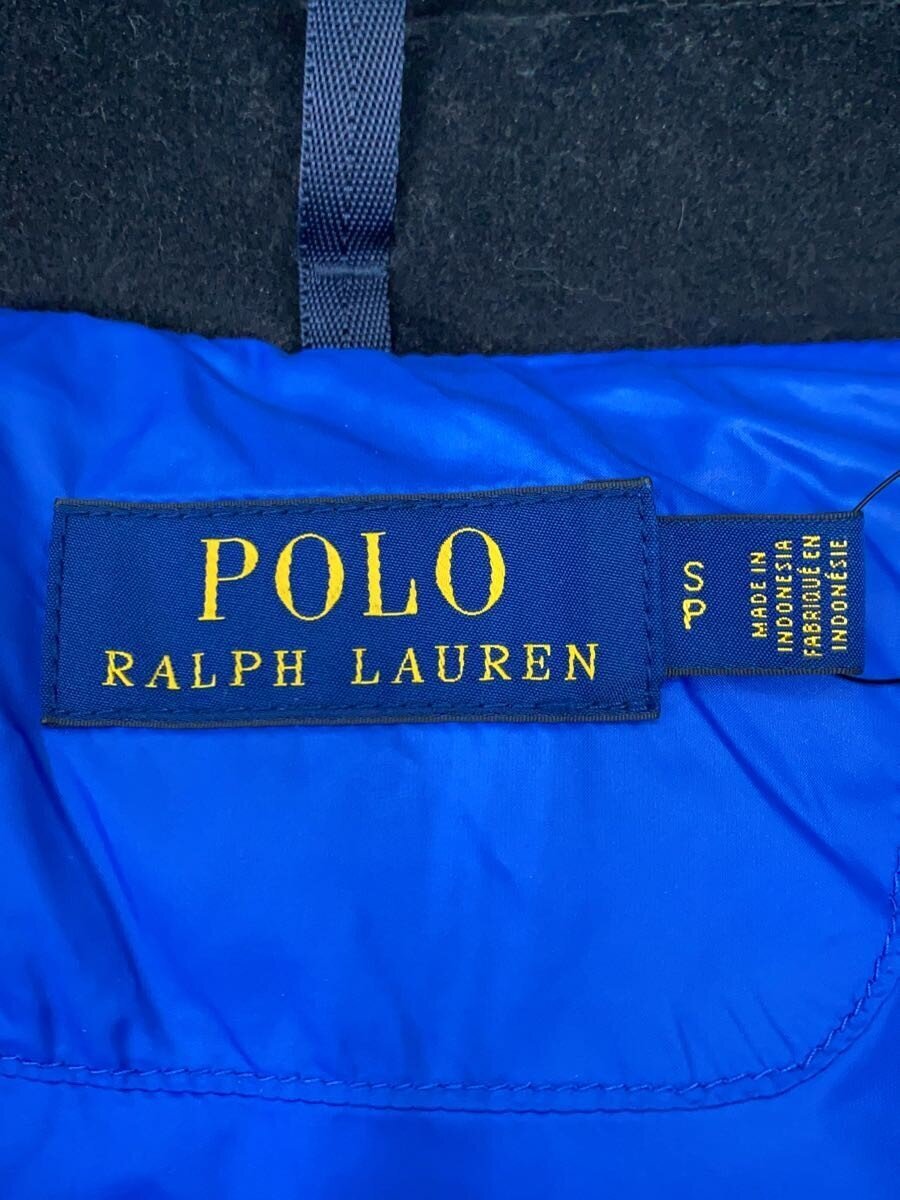 POLO
RALPH LAUREN
S
P
MADE IN
INDONESIA
FABRIQUÉ EN
INDONÉSIE